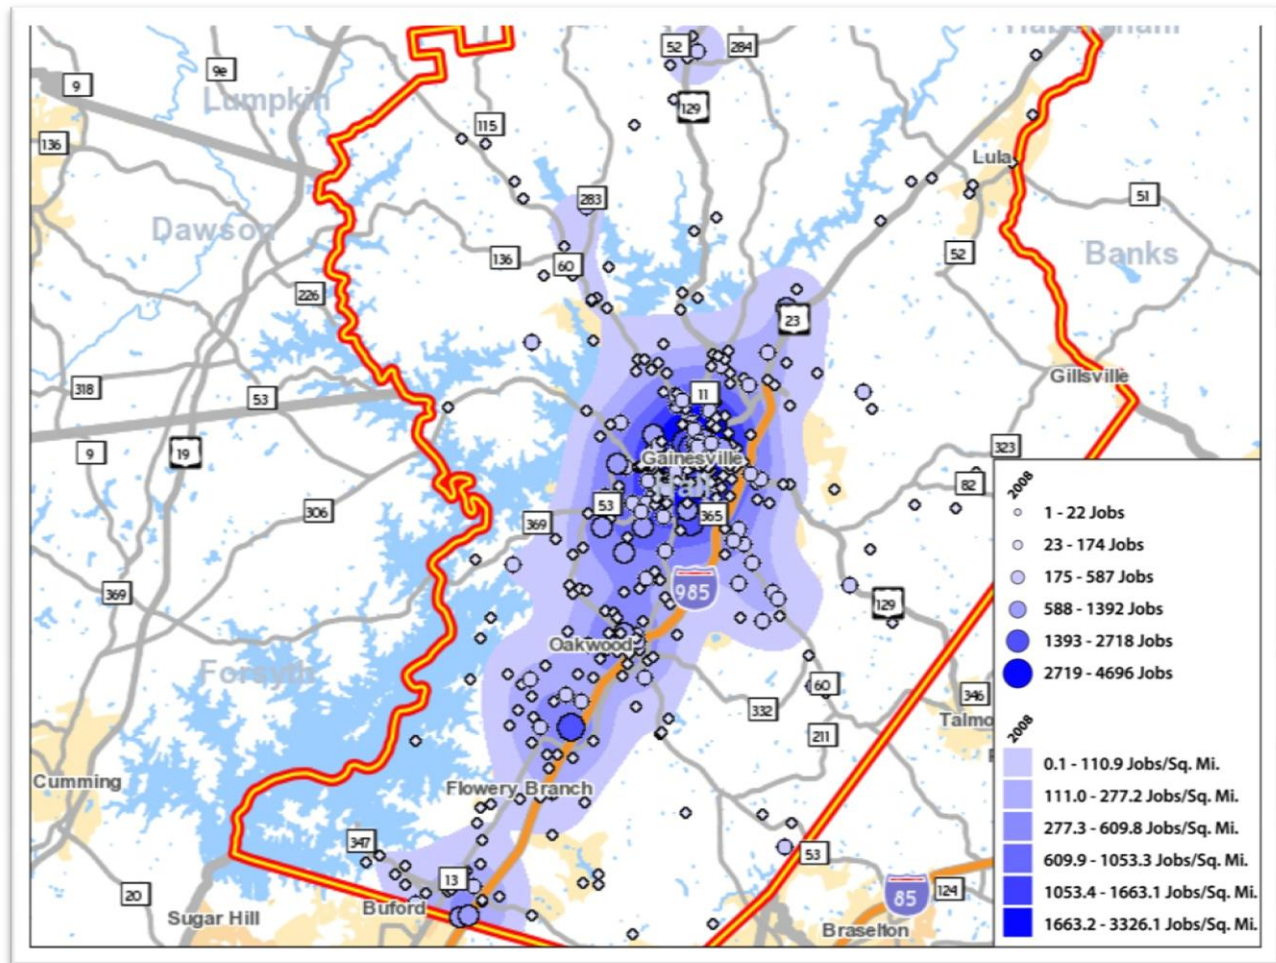 52
284
9
9e
Lumpkin
129
115
136
Lula
283
51
Dawson
136
60
52
Banks
226
23
318
53
11
Gillsville
9
19
Gainesville
Hall
323
82
306
53
369
365
369
985
129
Oakwood
Forsyth
60
346
332
Talmo
211
Cumming
Flowery Branch
347
53
13
20
Buford
Sugar Hill
85
124
Braselton
2008
1 - 22 Jobs
23 - 174 Jobs
175 - 587 Jobs
588 - 1392 Jobs
1393 - 2718 Jobs
2719 - 4696 Jobs
2008
0.1 - 110.9 Jobs/Sq. Mi.
111.0 - 277.2 Jobs/Sq. Mi.
277.3 - 609.8 Jobs/Sq. Mi.
609.9 - 1053.3 Jobs/Sq. Mi.
1053.4 - 1663.1 Jobs/Sq. Mi.
1663.2 - 3326.1 Jobs/Sq. Mi.